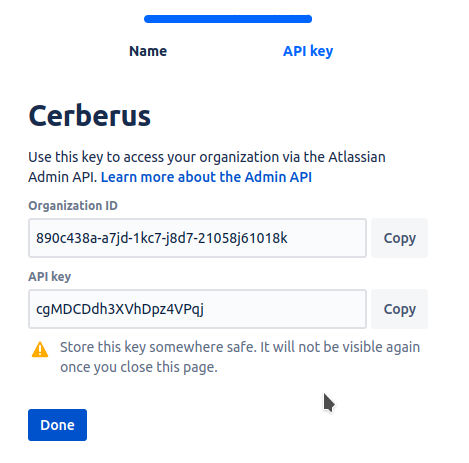 Name API key
Cerberus
Use this key to access your organization via the Atlassian
Admin API. Learn more about the Admin API
Organization ID
890c438a-a7jd-1kc7-j8d7-21058j61018k Copy
API key
cgMDCDdh3XVhDpz4VPqj Copy
Store this key somewhere safe. It will not be visible again
once you close this page.
Done